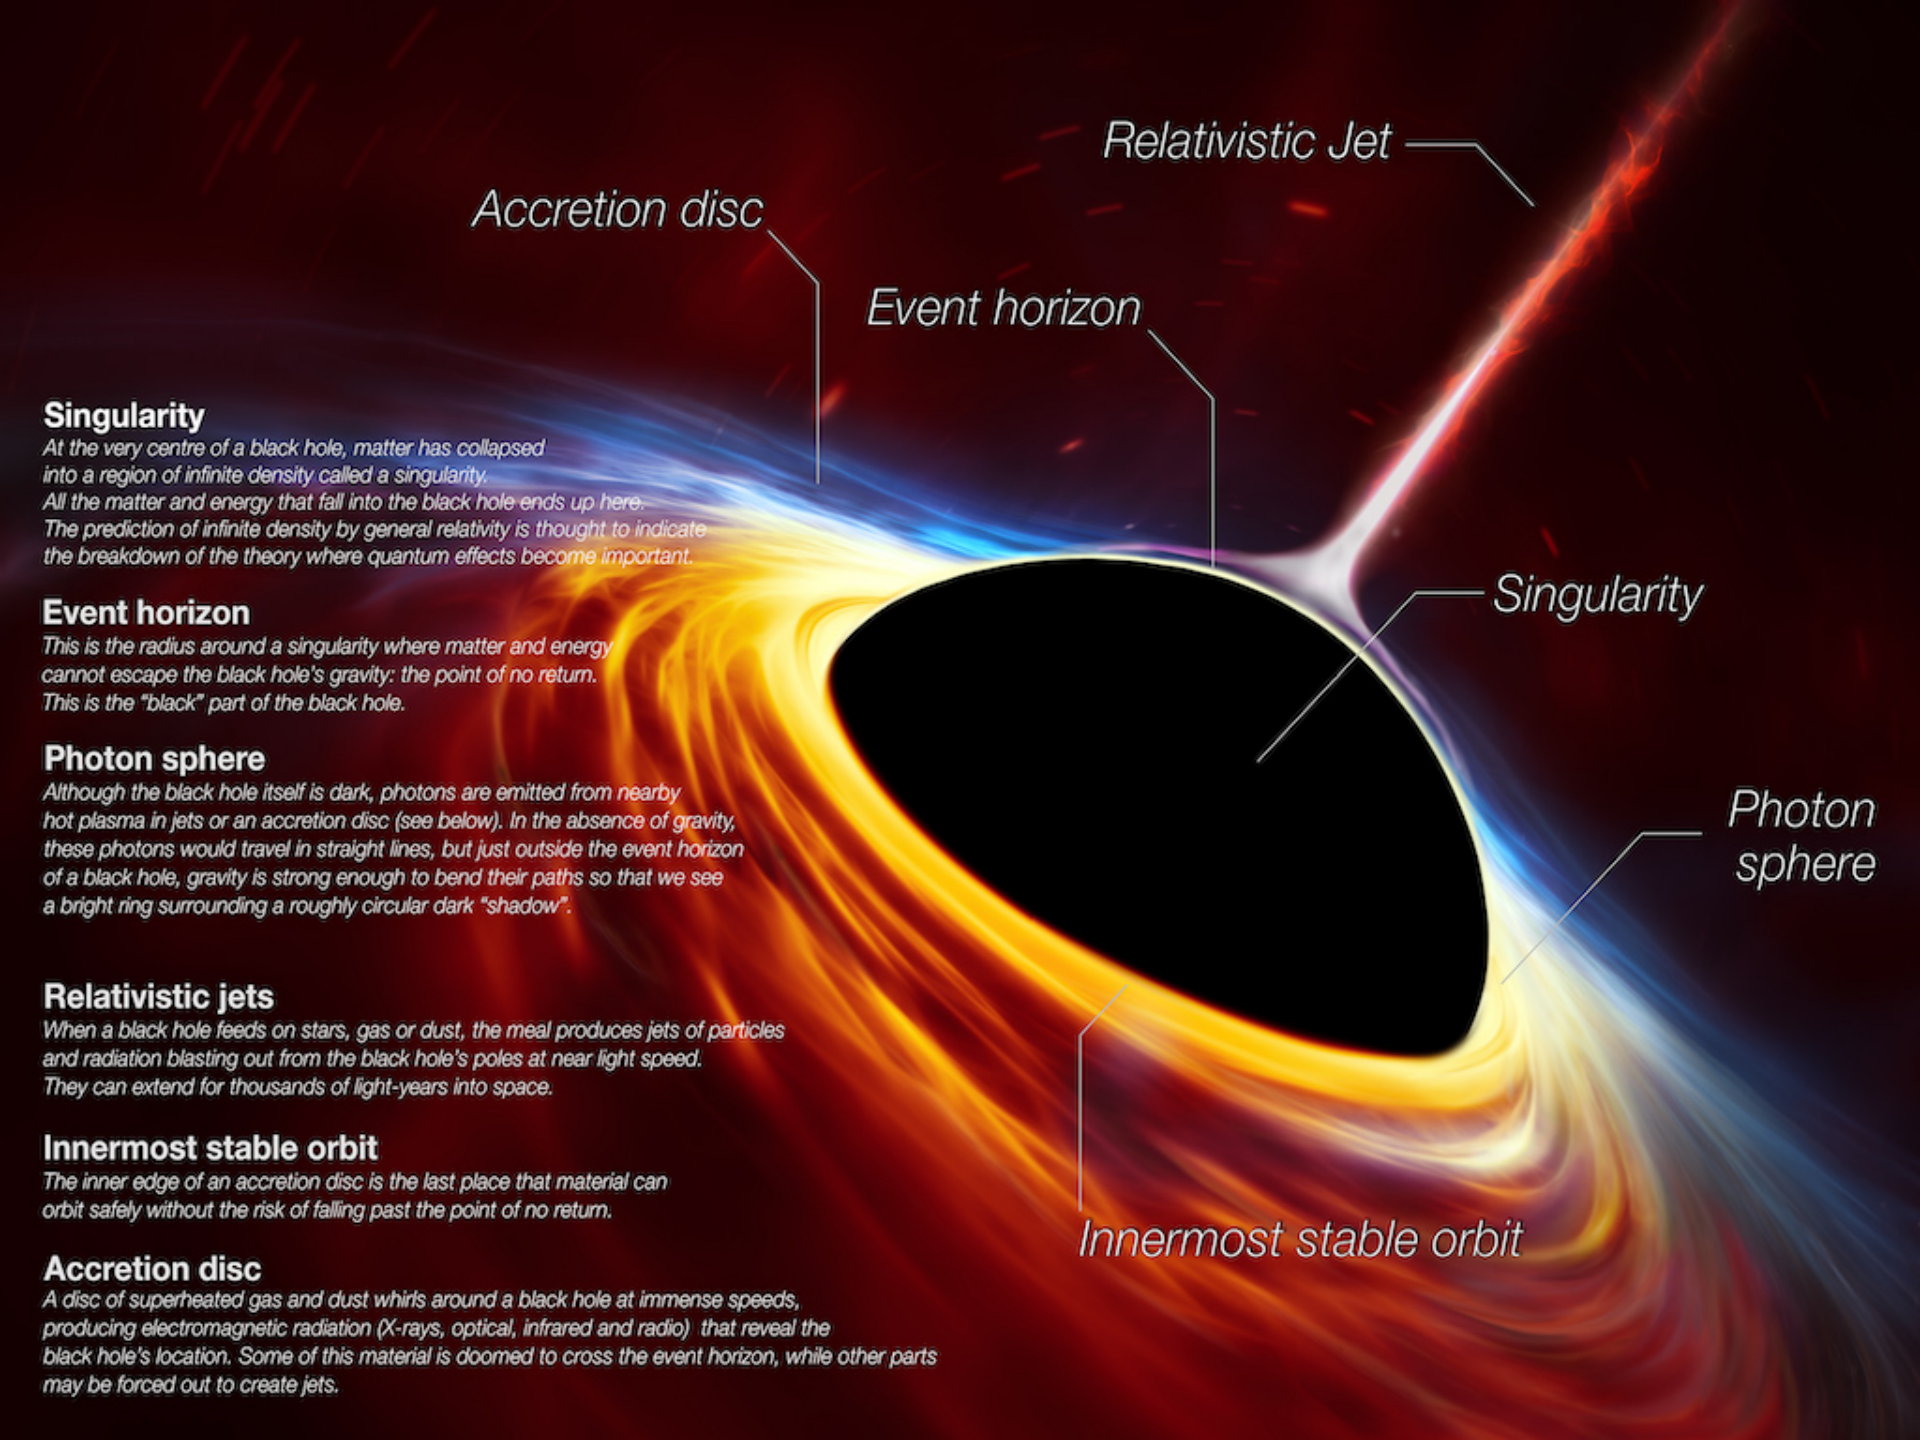 Relativistic Jet
Accretion disc
Event horizon
Singularity
At the very centre of a black hole, matter has collapsed
into a region of infinite density called a singularity.
All the matter and energy that fall into the black hole ends up here.
The prediction of infinite density by general relativity is thought to indicate
the breakdown of the theory where quantum effects become important.
Event horizon
This is the radius around a singularity where matter and energy
cannot escape the black hole's gravity: the point of no return.
This is the “black” part of the black hole.
Photon sphere
Although the black hole itself is dark, photons are emitted from nearby
hot plasma in jets or an accretion disc (see below). In the absence of gravity,
these photons would travel in straight lines, but just outside the event horizon
of a black hole, gravity is strong enough to bend their paths so that we see
a bright ring surrounding a roughly circular dark “shadow”.
Relativistic jets
When a black hole feeds on stars, gas or dust, the meal produces jets of particles
and radiation blasting out from the black hole's poles at near light speed.
They can extend for thousands of light-years into space.
Innermost stable orbit
The inner edge of an accretion disc is the last place that material can
orbit safely without the risk of falling past the point of no return.
Accretion disc
A disc of superheated gas and dust whirls around a black hole at immense speeds,
producing electromagnetic radiation (X-rays, optical, infrared and radio) that reveal the
black hole's location. Some of this material is doomed to cross the event horizon, while other parts
may be forced out to create jets.
Singularity
Photon
sphere
Innermost stable orbit